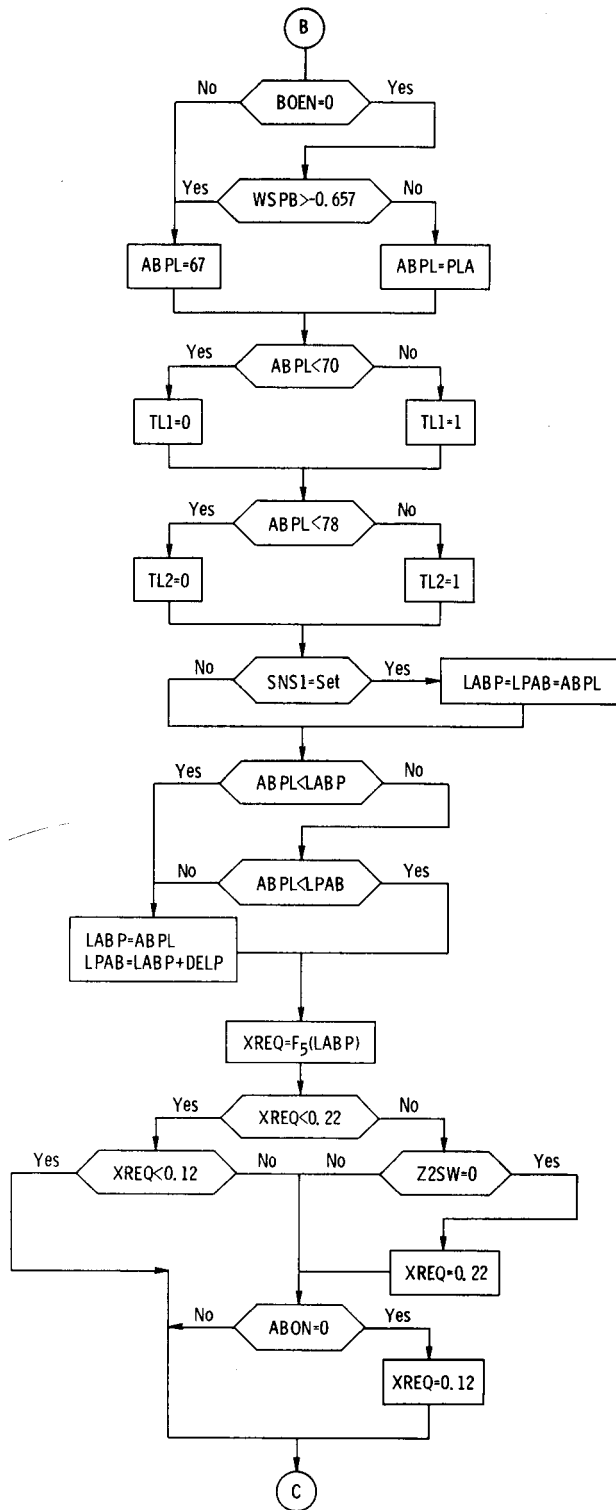 B
No
BOEN=0
Yes
Yes
WSPB>-0.657
No
ABPL=67
ABPL=PLA
Yes
ABPL<70
No
TL1=0
TL1=1
Yes
ABPL<78
No
TL2=0
TL2=1
No
SNS1=Set
Yes
LABP=LPAB=ABPL
Yes
ABPL<LABP
No
No
ABPL<LPAB
Yes
LABP=ABPL
LPAB=LABP+DELP
XREQ=F5(LABP)
Yes
XREQ<0.22
No
Yes
XREQ<0.12
No
No
Z2SW=0
Yes
XREQ=0.22
No
ABON=0
Yes
XREQ=0.12
C